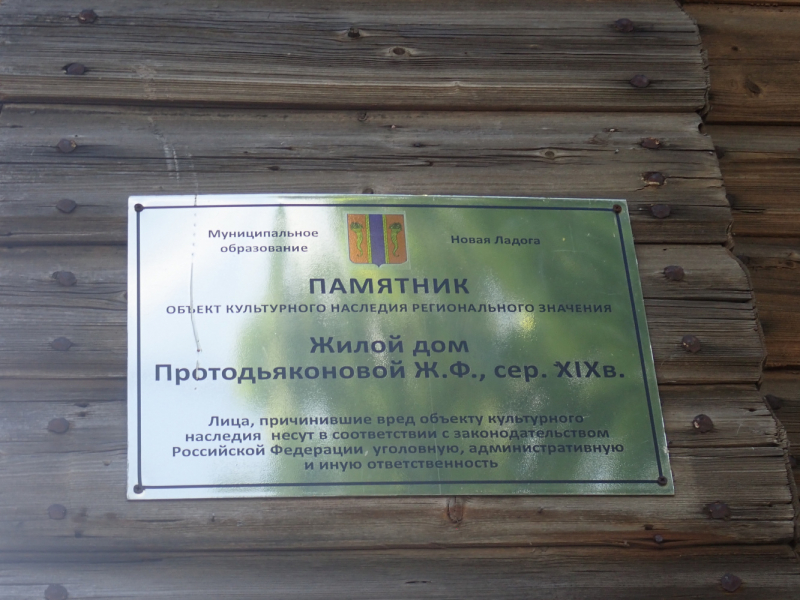 Муниципальное
образование
Новая Ладога
ПАМЯТНИК
ОБЪЕКТ КУЛЬТУРНОГО НАСЛЕДИЯ РЕГИОНАЛЬНОГО ЗНАЧЕНИЯ
Жилой дом
Протодьяконовой Ж.Ф., сер. XIXв.
Лица, причинившие вред объекту культурного
наследия несут в соответствии с законодательством
Российской Федерации, уголовную, административную
и иную ответственность